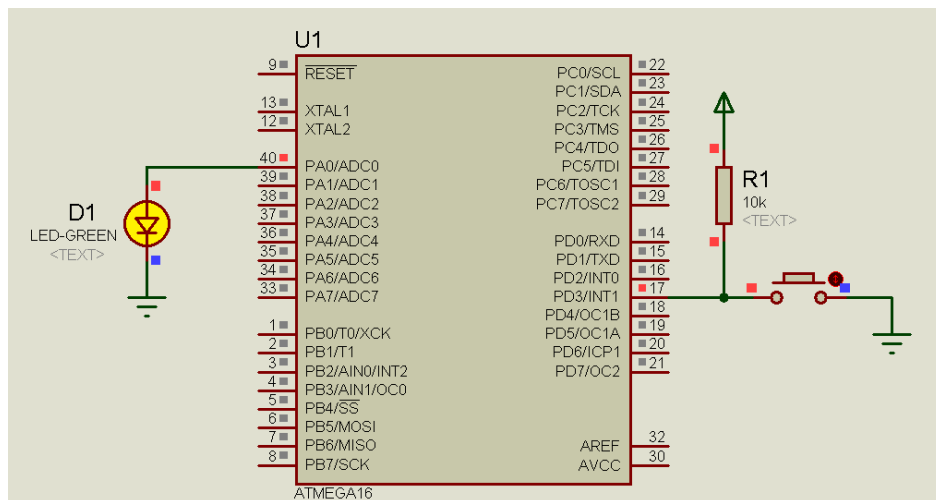 U1
9 RESET
13 XTAL1
12 XTAL2
40 PA0/ADC0
39 PA1/ADC1
38 PA2/ADC2
37 PA3/ADC3
36 PA4/ADC4
35 PA5/ADC5
34 PA6/ADC6
33 PA7/ADC7
1 PB0/T0/XCK
2 PB1/T1
3 PB2/AIN0/INT2
4 PB3/AIN1/OC0
5 PB4/SS
6 PB5/MOSI
7 PB6/MISO
8 PB7/SCK
PC0/SCL 22
PC1/SDA 23
PC2/TCK 24
PC3/TMS 25
PC4/TDO 26
PC5/TDI 27
PC6/TOSC1 28
PC7/TOSC2 29
PD0/RXD 14
PD1/TXD 15
PD2/INT0 16
PD3/INT1 17
PD4/OC1B 18
PD5/OC1A 19
PD6/ICP1 20
PD7/OC2 21
AREF 32
AVCC 30
ATMEGA16
D1
LED-GREEN
<TEXT>
R1
10k
<TEXT>